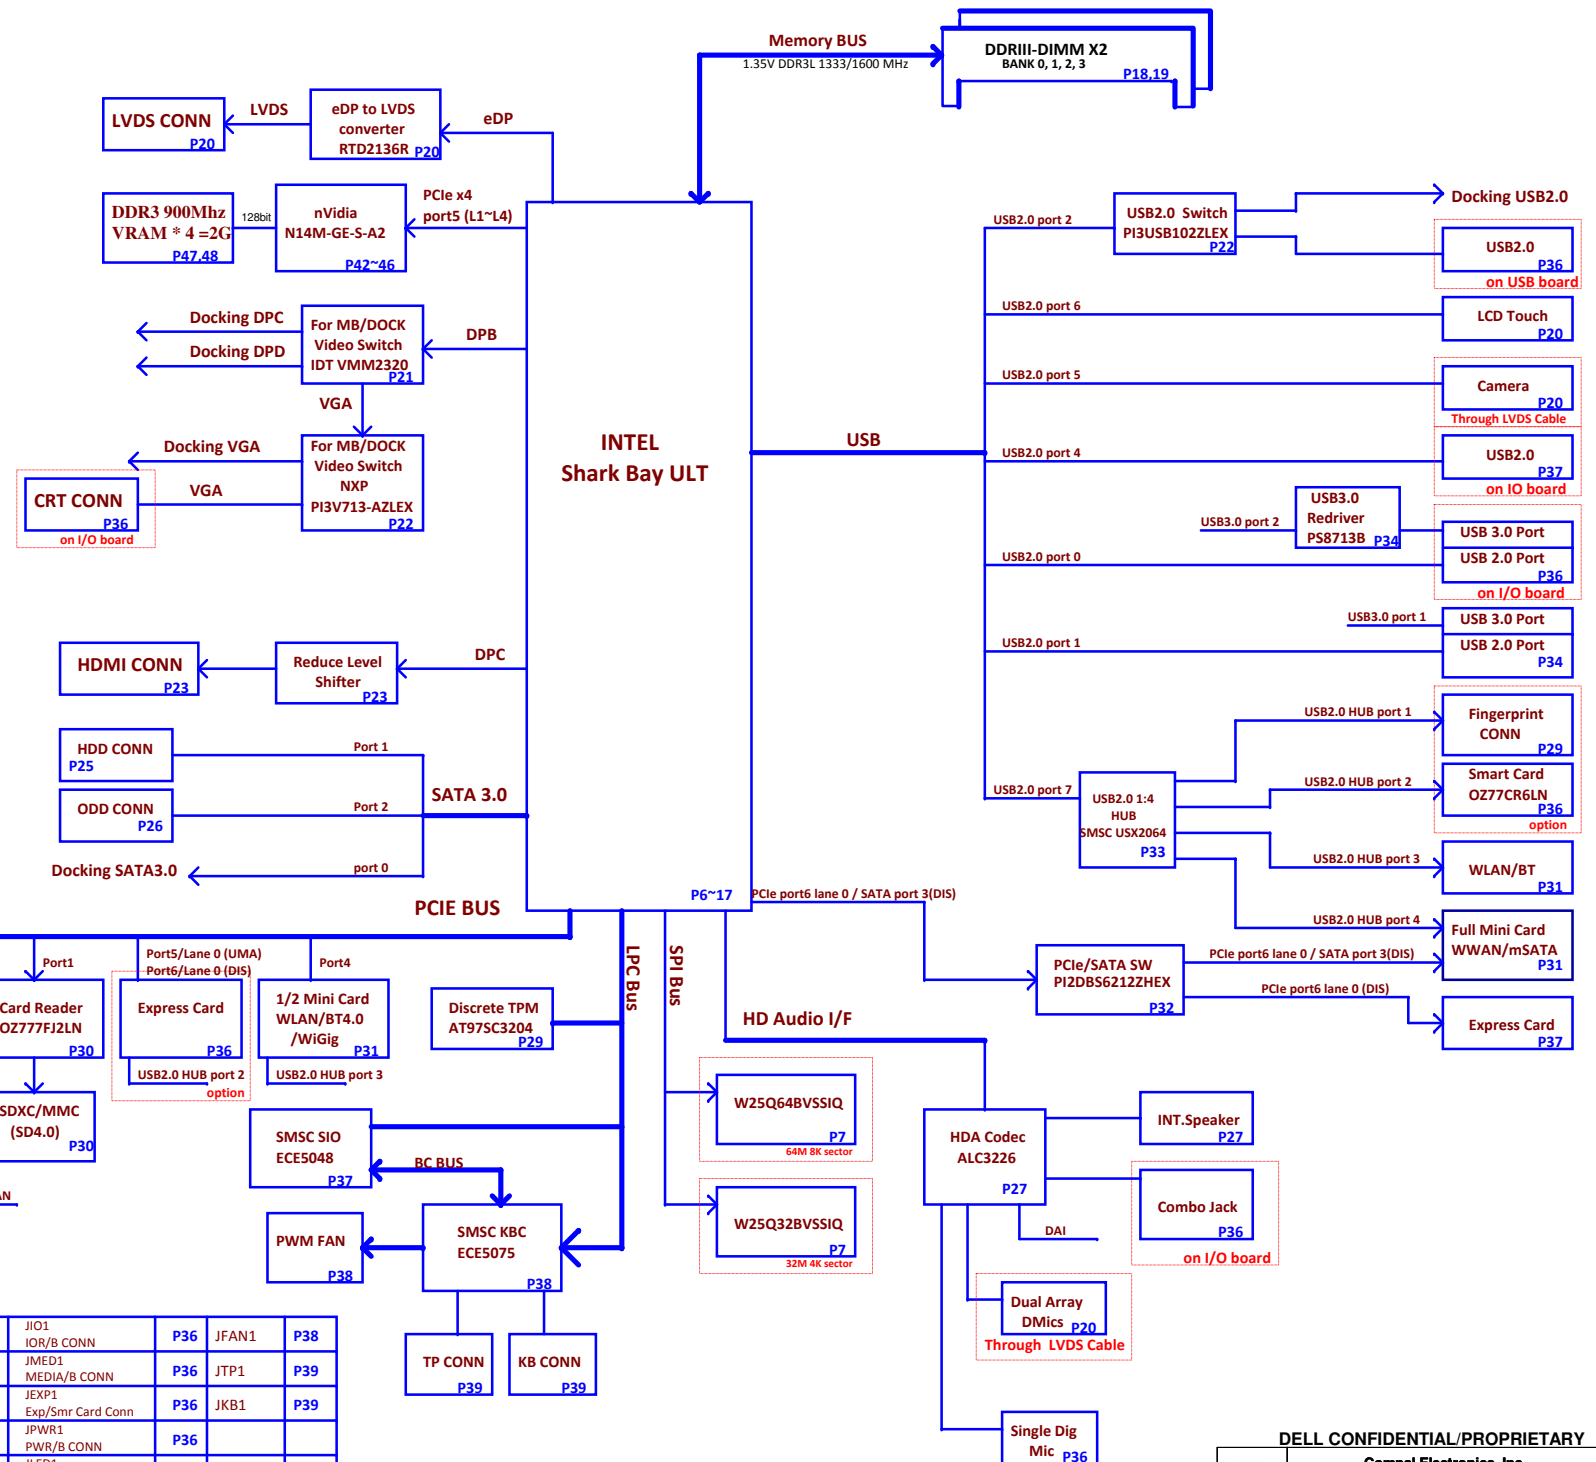 Memory BUS
1.35V DDR3L 1333/1600 MHz
DDRIII-DIMM X2
BANK 0, 1, 2, 3
P18,19
LVDS CONN
P20
LVDS
eDP to LVDS
converter
RTD2136R P20
eDP
DDR3 900Mhz
VRAM * 4 =2G
P47,48
128bit
nVidia
N14M-GE-S-A2
P42~46
PCIe x4
port5 (L1~L4)
Docking DPC
Docking DPD
For MB/DOCK
Video Switch
IDT VMM2320
P21
DPB
VGA
Docking VGA
VGA
For MB/DOCK
Video Switch
NXP
PI3V713-AZLEX
P22
CRT CONN
P36
on I/O board
INTEL
Shark Bay ULT
P6~17
HDMI CONN
P23
Reduce Level
Shifter
P23
DPC
HDD CONN
P25
Port 1
ODD CONN
P26
Port 2
SATA 3.0
Docking SATA3.0
port 0
USB
USB2.0 port 2
USB2.0 Switch
PI3USB102ZLEX
P22
Docking USB2.0
USB2.0
P36
on USB board
USB2.0 port 6
LCD Touch
P20
USB2.0 port 5
Camera
P20
Through LVDS Cable
USB2.0 port 4
USB2.0
P37
on IO board
USB3.0 port 2
USB3.0
Redriver
PS8713B P34
USB 3.0 Port
USB2.0 port 0
USB 2.0 Port
P36
on I/O board
USB3.0 port 1
USB 3.0 Port
USB2.0 port 1
USB 2.0 Port
P34
USB2.0 HUB port 1
Fingerprint
CONN
P29
USB2.0 port 7
USB2.0 1:4
HUB
SMSC USX2064
P33
USB2.0 HUB port 2
Smart Card
OZ77CR6LN
P36
option
USB2.0 HUB port 3
WLAN/BT
P31
USB2.0 HUB port 4
Full Mini Card
WWAN/mSATA
P31
PCIe port6 lane 0 / SATA port 3(DIS)
PCIe/SATA SW
PI2DBS6212ZHEX
P32
PCIe port6 lane 0 / SATA port 3(DIS)
PCIe port6 lane 0 (DIS)
Express Card
P37
PCIE BUS
Port1
Port5/Lane 0 (UMA)
Port6/Lane 0 (DIS)
Port4
Card Reader
OZ777FJ2LN
P30
Express Card
P36
USB2.0 HUB port 2
option
1/2 Mini Card
WLAN/BT4.0
/WiGig
P31
USB2.0 HUB port 3
SDXC/MMC
(SD4.0)
P30
LPC Bus
SPI Bus
Discrete TPM
AT97SC3204
P29
HD Audio I/F
SMSC SIO
ECE5048
P37
BC BUS
PWM FAN
P38
SMSC KBC
ECE5075
P38
TP CONN
P39
KB CONN
P39
W25Q64BVSSIQ
P7
64M 8K sector
W25Q32BVSSIQ
P7
32M 4K sector
HDA Codec
ALC3226
P27
INT.Speaker
P27
Combo Jack
P36
on I/O board
DAI
Dual Array
DMics P20
Through LVDS Cable
Single Dig
Mic P36
JIO1
IOR/B CONN P36 JFAN1 P38
JMED1
MEDIA/B CONN P36 JTP1 P39
JEXP1
Exp/Smr Card Conn P36 JKB1 P39
JPWR1
PWR/B CONN P36
DELL CONFIDENTIAL/PROPRIETARY
Compal Electronics, Inc